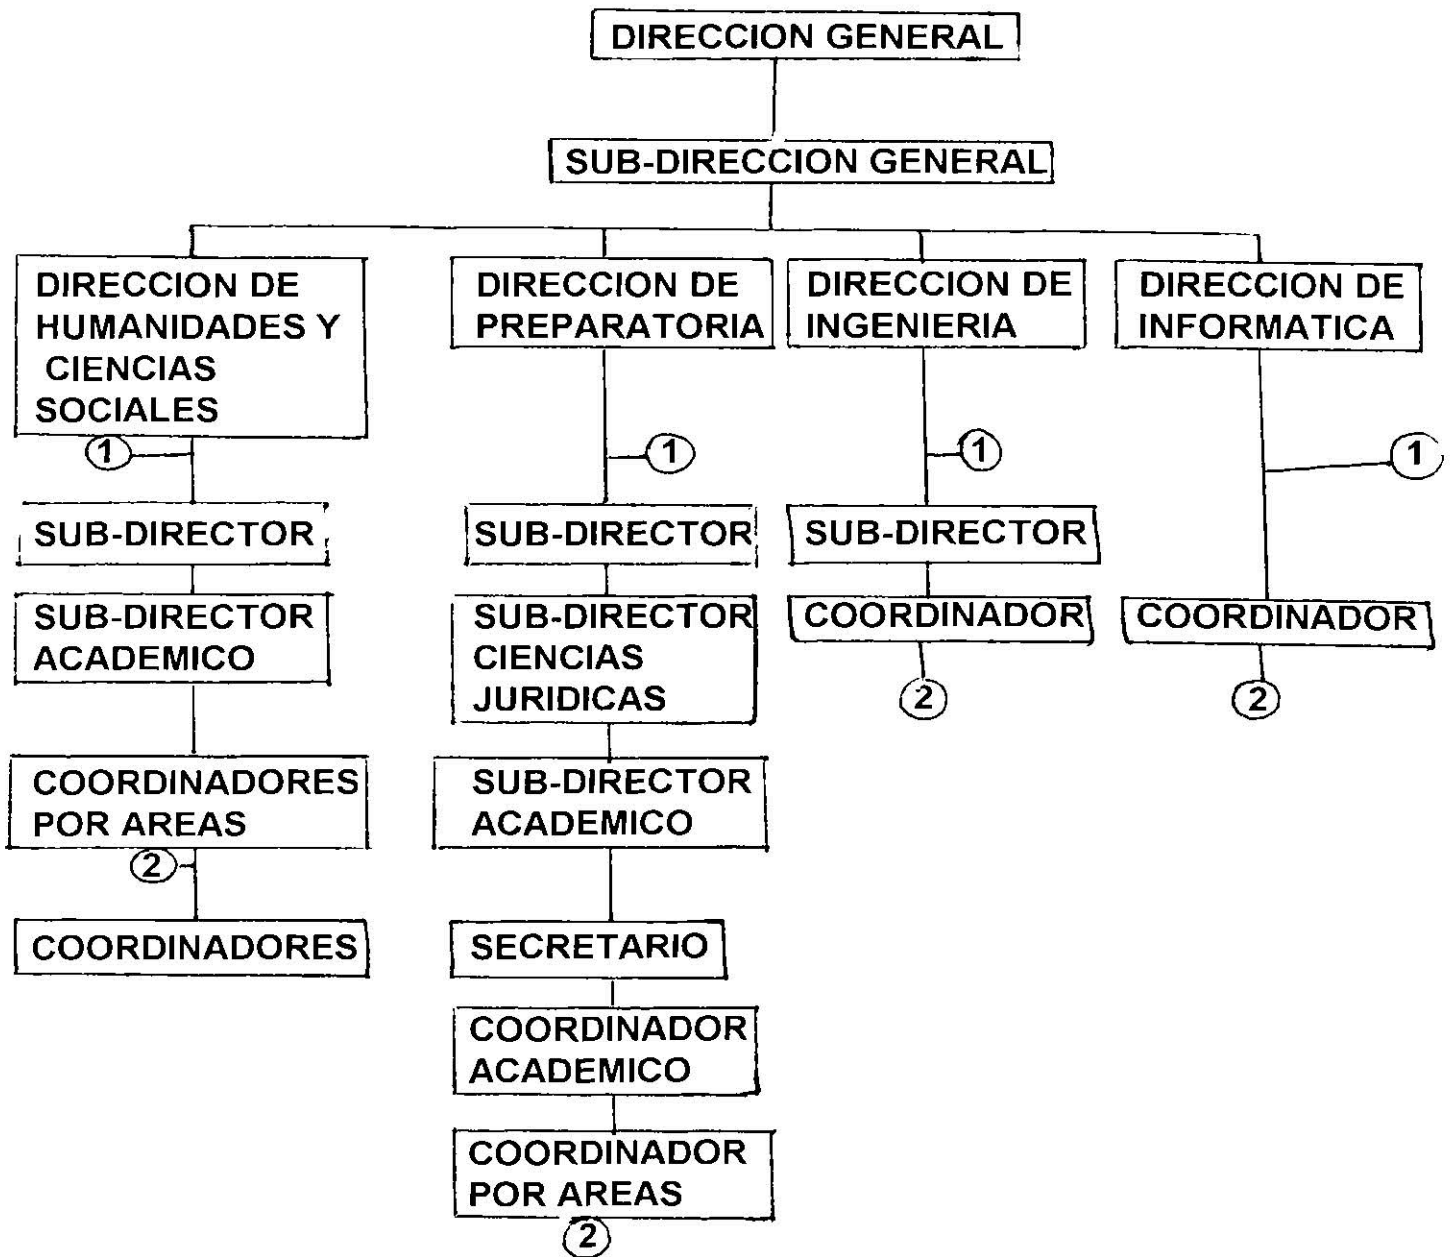 DIRECCION GENERAL
SUB-DIRECCION GENERAL
DIRECCION DE
HUMANIDADES Y
CIENCIAS
SOCIALES
1
SUB-DIRECTOR
SUB-DIRECTOR
ACADEMICO
COORDINADORES
POR AREAS
2
COORDINADORES
DIRECCION DE
PREPARATORIA
1
SUB-DIRECTOR
SUB-DIRECTOR
CIENCIAS
JURIDICAS
SUB-DIRECTOR
ACADEMICO
SECRETARIO
COORDINADOR
ACADEMICO
COORDINADOR
POR AREAS
2
DIRECCION DE
INGENIERIA
1
SUB-DIRECTOR
COORDINADOR
2
DIRECCION DE
INFORMATICA
1
COORDINADOR
2